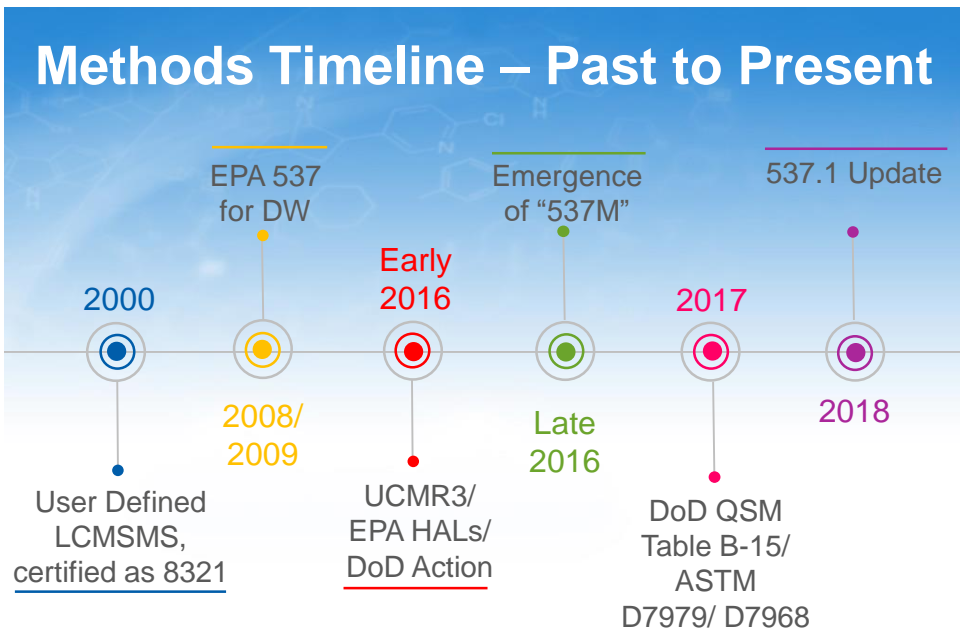 Methods Timeline – Past to Present
2000
User Defined
LCMSMS,
certified as 8321
EPA 537
for DW
2008/
2009
Early
2016
UCMR3/
EPA HALs/
DoD Action
Emergence
of “537M”
Late
2016
2017
DoD QSM
Table B-15/
ASTM
D7979/ D7968
537.1 Update
2018